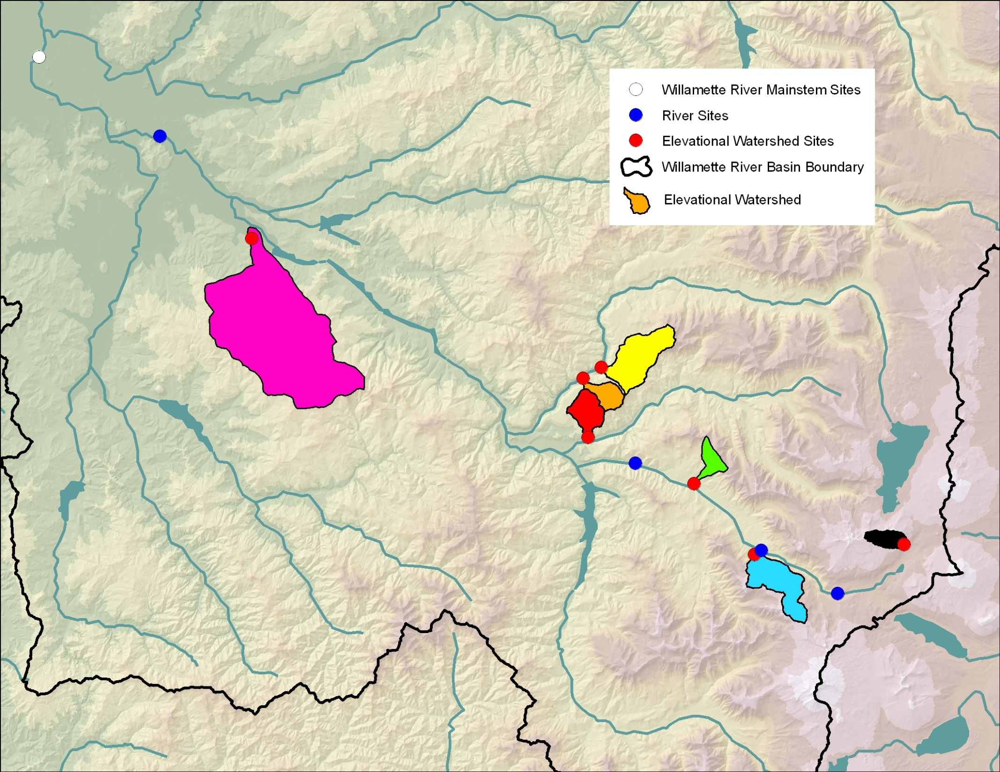 Willamette River Mainstem Sites
River Sites
Elevational Watershed Sites
Willamette River Basin Boundary
Elevational Watershed